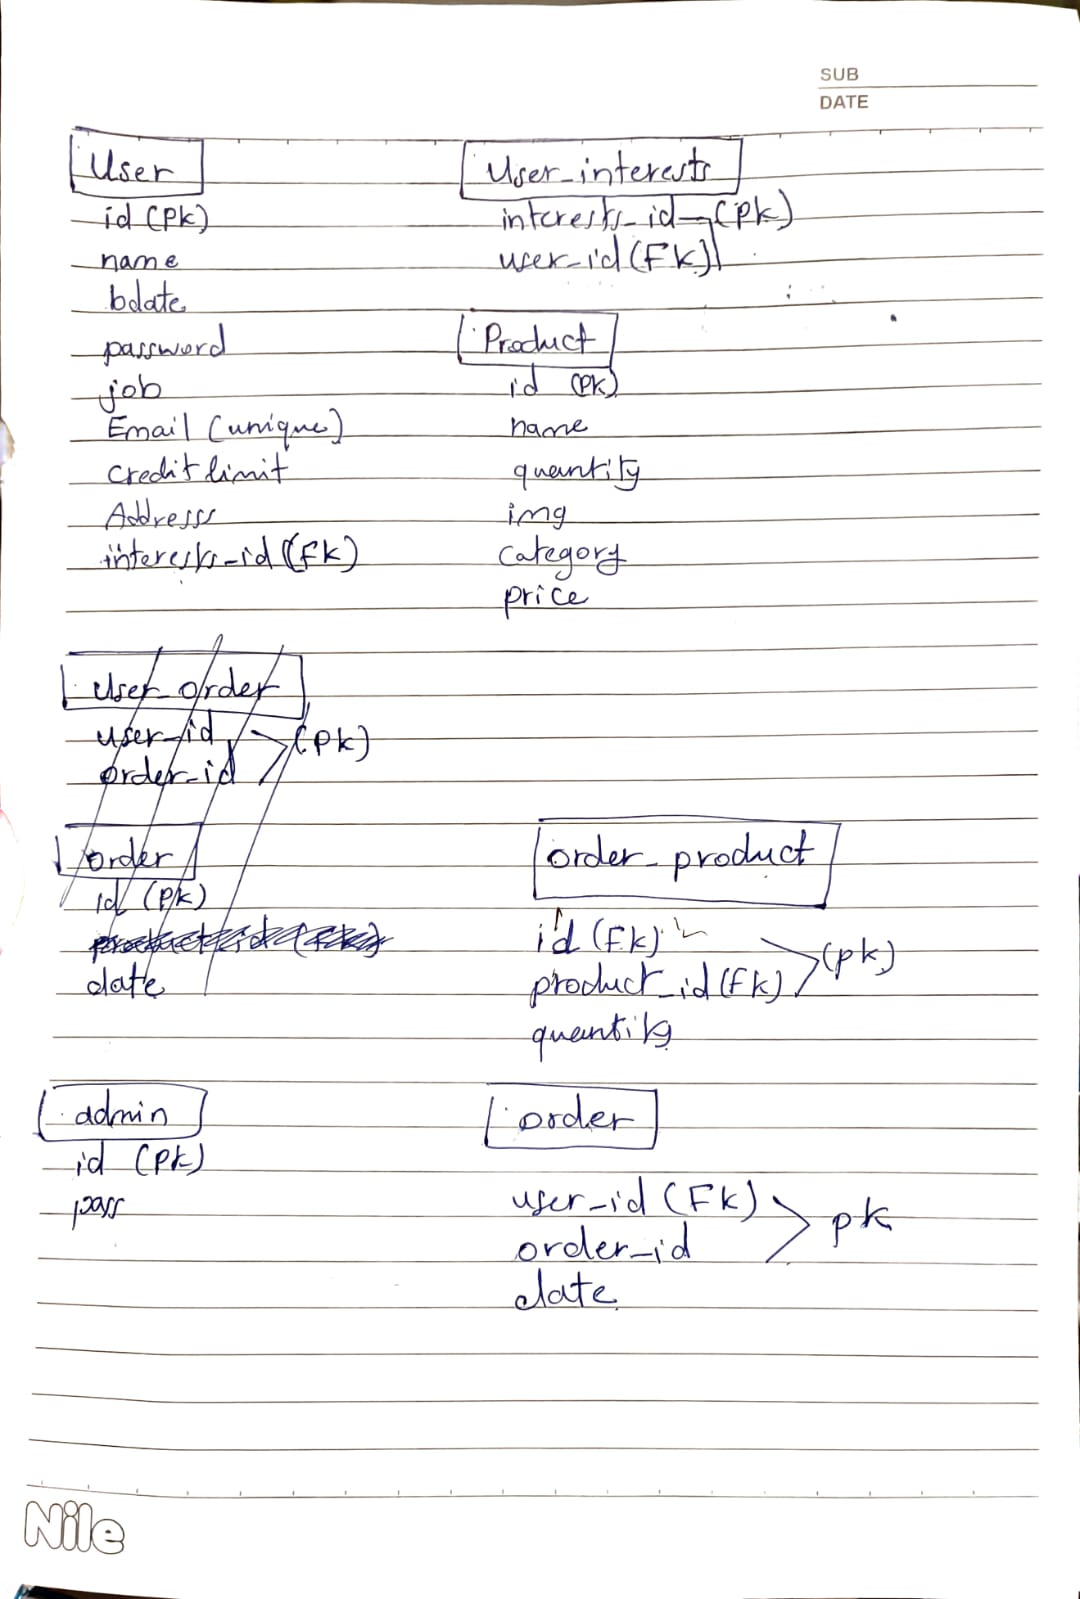 SUB
DATE
User
id (PK)
name
bdate
password
job
Email (unique)
Credit limit
Address
interests_id (FK)
User_interests
interests_id (PK)
user_id (FK)
Product
id (PK)
name
quantity
img
category
price
User_order
user_id
order_id (PK)
order
id (PK)
date
order_product
id (FK)
product_id (FK) (PK)
quantity
admin
id (PK)
pass
order
user_id (FK)
order_id PK
date
Nile